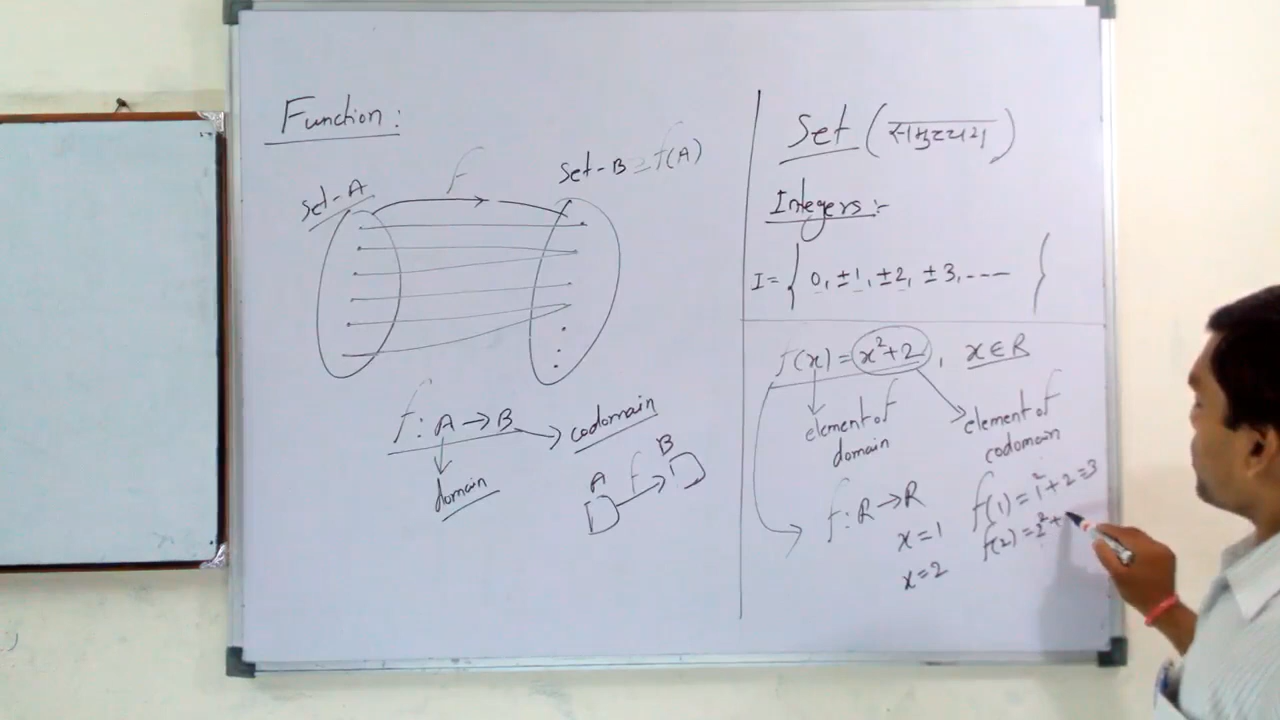 Function :
Set-A
f
Set-B = f(A)
f : A → B
domain
codomain
A f B
Set (समुच्चय)
Integers :-
I = { 0, ±1, ±2, ±3, ---- }
f(x) = x²+2 , x ∈ R
element of
domain
element of
codomain
f : R → R
x = 1
f(1) = 1² + 2 = 3
x = 2
f(2) = 2² +